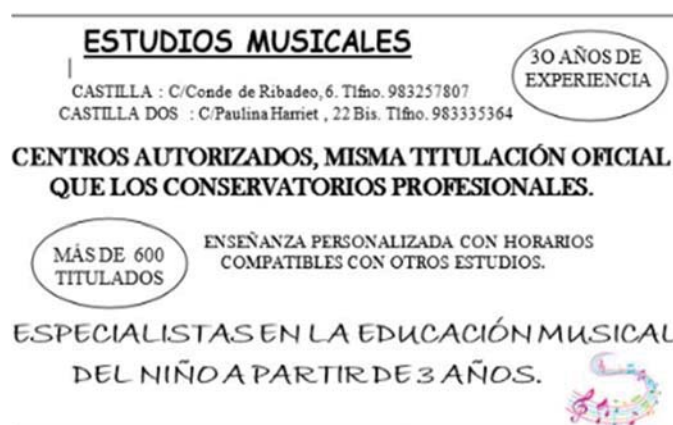 ESTUDIOS MUSICALES
3O AÑOS DE
EXPERIENCIA
CASTILLA : C/Conde de Ribadeo, 6. Tlfno. 983257807
CASTILLA DOS : C/Paulina Harriet , 22 Bis. Tlfno. 983335364
CENTROS AUTORIZADOS, MISMA TITULACIÓN OFICIAL
QUE LOS CONSERVATORIOS PROFESIONALES.
MÁS DE 600
TITULADOS
ENSEÑANZA PERSONALIZADA CON HORARIOS
COMPATIBLES CON OTROS ESTUDIOS.
ESPECIALISTAS EN LA EDUCACIÓN MUSICAL
DEL NIÑO A PARTIR DE 3 AÑOS.